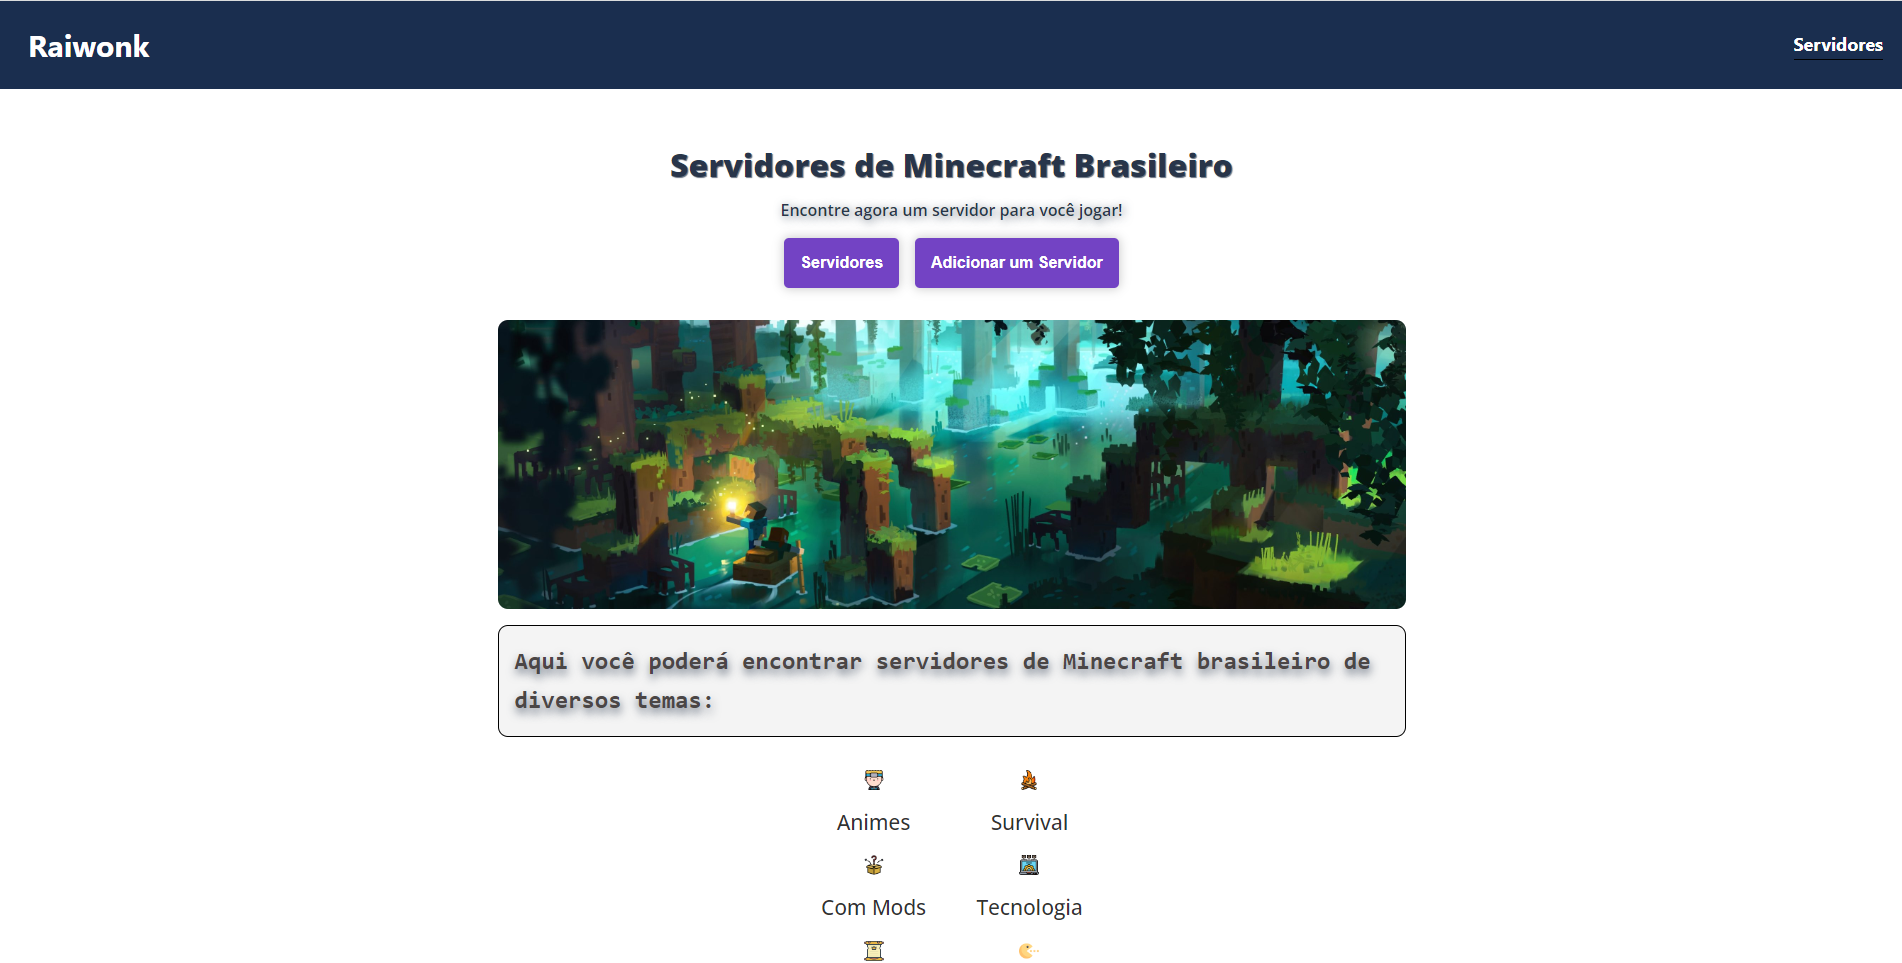 Raiwonk
Servidores
Servidores de Minecraft Brasileiro
Encontre agora um servidor para você jogar!
Servidores
Adicionar um Servidor
Aqui você poderá encontrar servidores de Minecraft brasileiro de
diversos temas:
Animes
Survival
Com Mods
Tecnologia